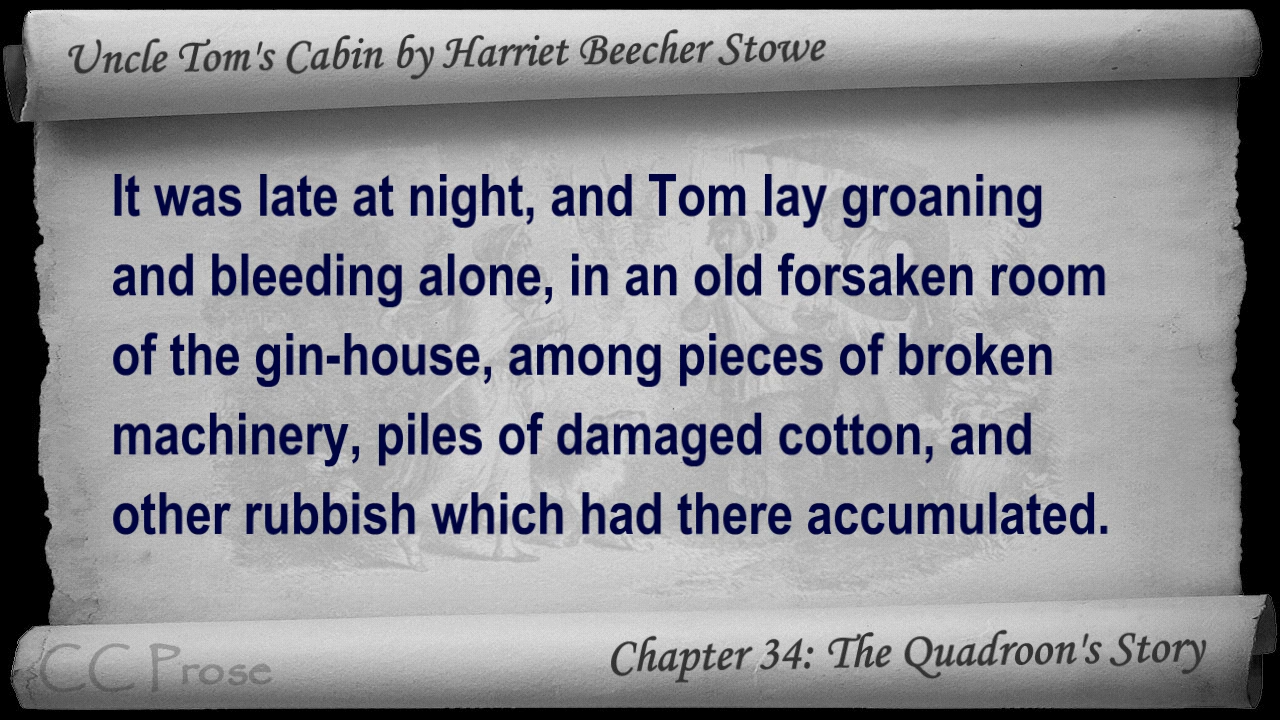 Uncle Tom's Cabin by Harriet Beecher Stowe
It was late at night, and Tom lay groaning
and bleeding alone, in an old forsaken room
of the gin-house, among pieces of broken
machinery, piles of damaged cotton, and
other rubbish which had there accumulated.
CC Prose
Chapter 34: The Quadroon's Story